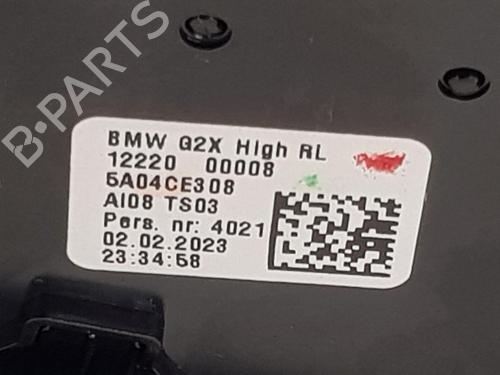 B-PARTS
BMW G2X High RL
12220 00008
5A04CE308
AI08 TS03
Pers. nr: 4021
02.02.2023
23:34:58